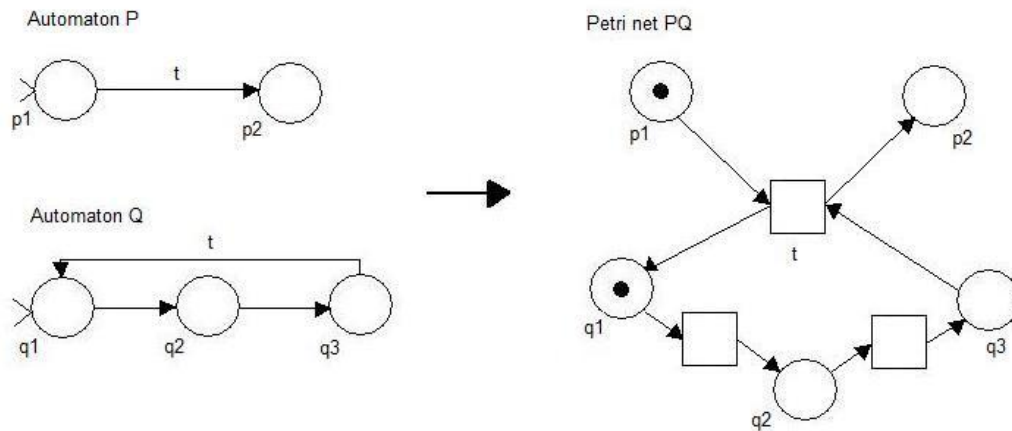 Automaton P
t
p1
p2
Automaton Q
t
q1
q2
q3
Petri net PQ
p1
p2
t
q1
q2
q3